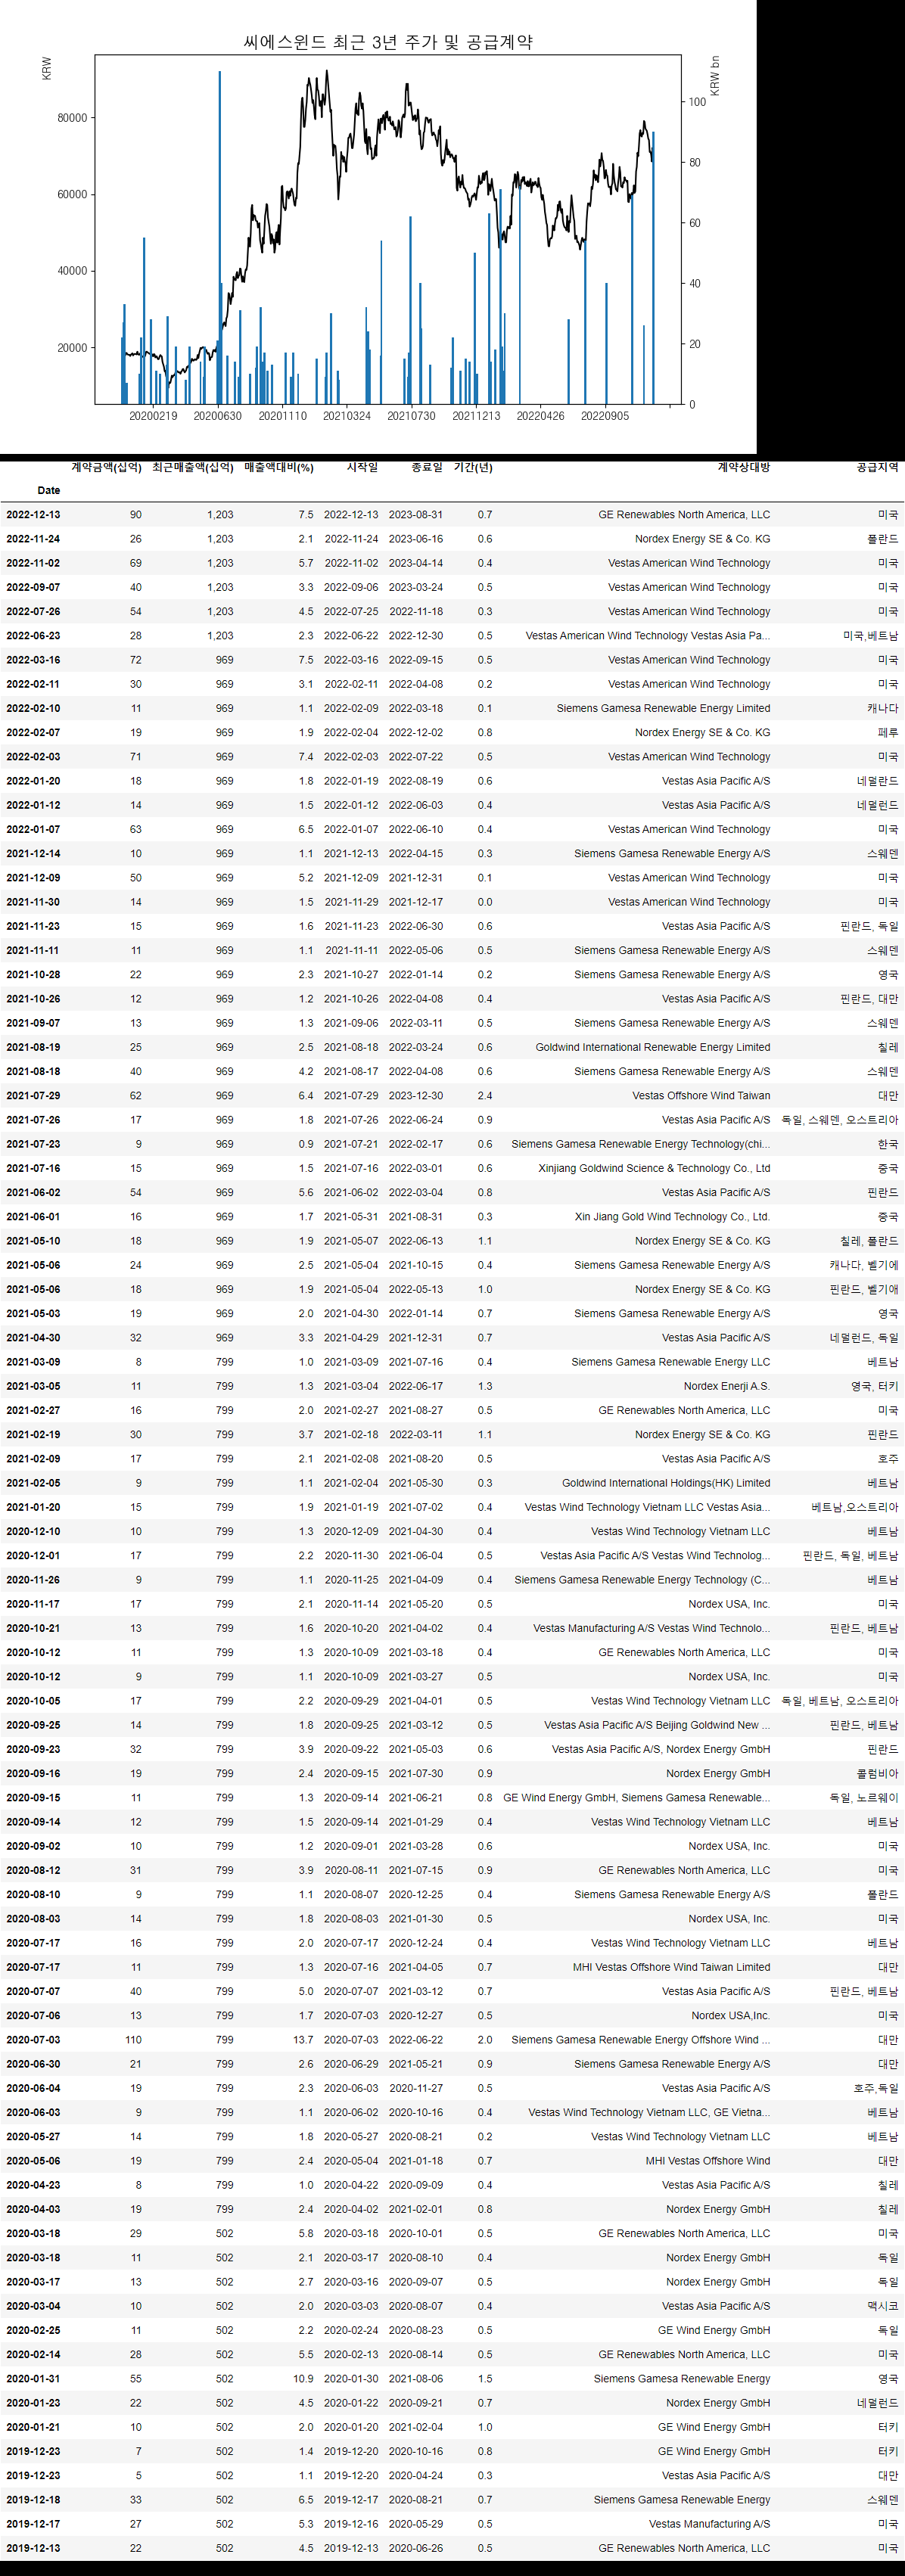 씨에스윈드 최근 3년 주가 및 공급계약
KRW
KRW bn
80000
60000
40000
20000
100
80
60
40
20
0
20200219 20200630 20201110 20210324 20210730 20211213 20220426 20220905
계약금액(십억) 최근매출액(십억) 매출액대비(%) 시작일 종료일 기간(년) 계약상대방 공급지역
Date
2022-12-13 90 1,203 7.5 2022-12-13 2023-08-31 0.7 GE Renewables North America, LLC 미국
2022-11-24 26 1,203 2.1 2022-11-24 2023-06-16 0.6 Nordex Energy SE & Co. KG 폴란드
2022-11-02 69 1,203 5.7 2022-11-02 2023-04-14 0.4 Vestas American Wind Technology 미국
2022-09-07 40 1,203 3.3 2022-09-06 2023-03-24 0.5 Vestas American Wind Technology 미국
2022-07-26 54 1,203 4.5 2022-07-25 2022-11-18 0.3 Vestas American Wind Technology 미국
2022-06-23 28 1,203 2.3 2022-06-22 2022-12-30 0.5 Vestas American Wind Technology Vestas Asia Pa... 미국,베트남
2022-03-16 72 969 7.5 2022-03-16 2022-09-15 0.5 Vestas American Wind Technology 미국
2022-02-11 30 969 3.1 2022-02-11 2022-04-08 0.2 Vestas American Wind Technology 미국
2022-02-10 11 969 1.1 2022-02-09 2022-03-18 0.1 Siemens Gamesa Renewable Energy Limited 캐나다
2022-02-07 19 969 1.9 2022-02-04 2022-12-02 0.8 Nordex Energy SE & Co. KG 페루
2022-02-03 71 969 7.4 2022-02-03 2022-07-22 0.5 Vestas American Wind Technology 미국
2022-01-20 18 969 1.8 2022-01-19 2022-08-19 0.6 Vestas Asia Pacific A/S 네덜란드
2022-01-12 14 969 1.5 2022-01-12 2022-06-03 0.4 Vestas Asia Pacific A/S 네덜런드
2022-01-07 63 969 6.5 2022-01-07 2022-06-10 0.4 Vestas American Wind Technology 미국
2021-12-14 10 969 1.1 2021-12-13 2022-04-15 0.3 Siemens Gamesa Renewable Energy A/S 스웨덴
2021-12-09 50 969 5.2 2021-12-09 2021-12-31 0.1 Vestas American Wind Technology 미국
2021-11-30 14 969 1.5 2021-11-29 2021-12-17 0.0 Vestas American Wind Technology 미국
2021-11-23 15 969 1.6 2021-11-23 2022-06-30 0.6 Vestas Asia Pacific A/S 핀란드, 독일
2021-11-11 11 969 1.1 2021-11-11 2022-05-06 0.5 Siemens Gamesa Renewable Energy A/S 스웨덴
2021-10-28 22 969 2.3 2021-10-27 2022-01-14 0.2 Siemens Gamesa Renewable Energy A/S 영국
2021-10-26 12 969 1.2 2021-10-26 2022-04-08 0.4 Vestas Asia Pacific A/S 핀란드, 대만
2021-09-07 13 969 1.3 2021-09-06 2022-03-11 0.5 Siemens Gamesa Renewable Energy A/S 스웨덴
2021-08-19 25 969 2.5 2021-08-18 2022-03-24 0.6 Goldwind International Renewable Energy Limited 칠레
2021-08-18 40 969 4.2 2021-08-17 2022-04-08 0.6 Siemens Gamesa Renewable Energy A/S 스웨덴
2021-07-29 62 969 6.4 2021-07-29 2023-12-30 2.4 Vestas Offshore Wind Taiwan 대만
2021-07-26 17 969 1.8 2021-07-26 2022-06-24 0.9 Vestas Asia Pacific A/S 독일, 스웨덴, 오스트리아
2021-07-23 9 969 0.9 2021-07-21 2022-02-17 0.6 Siemens Gamesa Renewable Energy Technology(chi... 한국
2021-07-16 15 969 1.5 2021-07-16 2022-03-01 0.6 Xinjiang Goldwind Science & Technology Co., Ltd 중국
2021-06-02 54 969 5.6 2021-06-02 2022-03-04 0.8 Vestas Asia Pacific A/S 핀란드
2021-06-01 16 969 1.7 2021-05-31 2021-08-31 0.3 Xin Jiang Gold Wind Technology Co., Ltd. 중국
2021-05-10 18 969 1.9 2021-05-07 2022-06-13 1.1 Nordex Energy SE & Co. KG 칠레, 폴란드
2021-05-06 24 969 2.5 2021-05-04 2021-10-15 0.4 Siemens Gamesa Renewable Energy A/S 캐나다, 벨기에
2021-05-06 18 969 1.9 2021-05-04 2022-05-13 1.0 Nordex Energy SE & Co. KG 핀란드, 벨기애
2021-05-03 19 969 2.0 2021-04-30 2022-01-14 0.7 Siemens Gamesa Renewable Energy A/S 영국
2021-04-30 32 969 3.3 2021-04-29 2021-12-31 0.7 Vestas Asia Pacific A/S 네덜런드, 독일
2021-03-09 8 799 1.0 2021-03-09 2021-07-16 0.4 Siemens Gamesa Renewable Energy LLC 베트남
2021-03-05 11 799 1.3 2021-03-04 2022-06-17 1.3 Nordex Enerji A.S. 영국, 터키
2021-02-27 16 799 2.0 2021-02-27 2021-08-27 0.5 GE Renewables North America, LLC 미국
2021-02-19 30 799 3.7 2021-02-18 2022-03-11 1.1 Nordex Energy SE & Co. KG 핀란드
2021-02-09 17 799 2.1 2021-02-08 2021-08-20 0.5 Vestas Asia Pacific A/S 호주
2021-02-05 9 799 1.1 2021-02-04 2021-05-30 0.3 Goldwind International Holdings(HK) Limited 베트남
2021-01-20 15 799 1.9 2021-01-19 2021-07-02 0.4 Vestas Wind Technology Vietnam LLC Vestas Asia... 베트남,오스트리아
2020-12-10 10 799 1.3 2020-12-09 2021-04-30 0.4 Vestas Wind Technology Vietnam LLC 베트남
2020-12-01 17 799 2.2 2020-11-30 2021-06-04 0.5 Vestas Asia Pacific A/S Vestas Wind Technolog... 핀란드, 독일, 베트남
2020-11-26 9 799 1.1 2020-11-25 2021-04-09 0.4 Siemens Gamesa Renewable Energy Technology (C... 베트남
2020-11-17 17 799 2.1 2020-11-14 2021-05-20 0.5 Nordex USA, Inc. 미국
2020-10-21 13 799 1.6 2020-10-20 2021-04-02 0.4 Vestas Manufacturing A/S Vestas Wind Technolo... 핀란드, 베트남
2020-10-12 11 799 1.3 2020-10-09 2021-03-18 0.4 GE Renewables North America, LLC 미국
2020-10-12 9 799 1.1 2020-10-09 2021-03-27 0.5 Nordex USA, Inc. 미국
2020-10-05 17 799 2.2 2020-09-29 2021-04-01 0.5 Vestas Wind Technology Vietnam LLC 독일, 베트남, 오스트리아
2020-09-25 14 799 1.8 2020-09-25 2021-03-12 0.5 Vestas Asia Pacific A/S Beijing Goldwind New ... 핀란드, 베트남
2020-09-23 32 799 3.9 2020-09-22 2021-05-03 0.6 Vestas Asia Pacific A/S, Nordex Energy GmbH 핀란드
2020-09-16 19 799 2.4 2020-09-15 2021-07-30 0.9 Nordex Energy GmbH 콜럼비아
2020-09-15 11 799 1.3 2020-09-14 2021-06-21 0.8 GE Wind Energy GmbH, Siemens Gamesa Renewable... 독일, 노르웨이
2020-09-14 12 799 1.5 2020-09-14 2021-01-29 0.4 Vestas Wind Technology Vietnam LLC 베트남
2020-09-02 10 799 1.2 2020-09-01 2021-03-28 0.6 Nordex USA, Inc. 미국
2020-08-12 31 799 3.9 2020-08-11 2021-07-15 0.9 GE Renewables North America, LLC 미국
2020-08-10 9 799 1.1 2020-08-07 2020-12-25 0.4 Siemens Gamesa Renewable Energy A/S 폴란드
2020-08-03 14 799 1.8 2020-08-03 2021-01-30 0.5 Nordex USA, Inc. 미국
2020-07-17 16 799 2.0 2020-07-17 2020-12-24 0.4 Vestas Wind Technology Vietnam LLC 베트남
2020-07-17 11 799 1.3 2020-07-16 2021-04-05 0.7 MHI Vestas Offshore Wind Taiwan Limited 대만
2020-07-07 40 799 5.0 2020-07-07 2021-03-12 0.7 Vestas Asia Pacific A/S 핀란드, 베트남
2020-07-06 13 799 1.7 2020-07-03 2020-12-27 0.5 Nordex USA,Inc. 미국
2020-07-03 110 799 13.7 2020-07-03 2022-06-22 2.0 Siemens Gamesa Renewable Energy Offshore Wind ... 대만
2020-06-30 21 799 2.6 2020-06-29 2021-05-21 0.9 Siemens Gamesa Renewable Energy A/S 대만
2020-06-04 19 799 2.3 2020-06-03 2020-11-27 0.5 Vestas Asia Pacific A/S 호주,독일
2020-06-03 9 799 1.1 2020-06-02 2020-10-16 0.4 Vestas Wind Technology Vietnam LLC, GE Vietna... 베트남
2020-05-27 14 799 1.8 2020-05-27 2020-08-21 0.2 Vestas Wind Technology Vietnam LLC 베트남
2020-05-06 19 799 2.4 2020-05-04 2021-01-18 0.7 MHI Vestas Offshore Wind 대만
2020-04-23 8 799 1.0 2020-04-22 2020-09-09 0.4 Vestas Asia Pacific A/S 칠레
2020-04-03 19 799 2.4 2020-04-02 2021-02-01 0.8 Nordex Energy GmbH 칠레
2020-03-18 29 502 5.8 2020-03-18 2020-10-01 0.5 GE Renewables North America, LLC 미국
2020-03-18 11 502 2.1 2020-03-17 2020-08-10 0.4 Nordex Energy GmbH 독일
2020-03-17 13 502 2.7 2020-03-16 2020-09-07 0.5 Nordex Energy GmbH 독일
2020-03-04 10 502 2.0 2020-03-03 2020-08-07 0.4 Vestas Asia Pacific A/S 맥시코
2020-02-25 11 502 2.2 2020-02-24 2020-08-23 0.5 GE Wind Energy GmbH 독일
2020-02-14 28 502 5.5 2020-02-13 2020-08-14 0.5 GE Renewables North America, LLC 미국
2020-01-31 55 502 10.9 2020-01-30 2021-08-06 1.5 Siemens Gamesa Renewable Energy 영국
2020-01-23 22 502 4.5 2020-01-22 2020-09-21 0.7 Nordex Energy GmbH 네덜런드
2020-01-21 10 502 2.0 2020-01-20 2021-02-04 1.0 GE Wind Energy GmbH 터키
2019-12-23 7 502 1.4 2019-12-20 2020-10-16 0.8 GE Wind Energy GmbH 터키
2019-12-23 5 502 1.1 2019-12-20 2020-04-24 0.3 Vestas Asia Pacific A/S 대만
2019-12-18 33 502 6.5 2019-12-17 2020-08-21 0.7 Siemens Gamesa Renewable Energy 스웨덴
2019-12-17 27 502 5.3 2019-12-16 2020-05-29 0.5 Vestas Manufacturing A/S 미국
2019-12-13 22 502 4.5 2019-12-13 2020-06-26 0.5 GE Renewables North America, LLC 미국